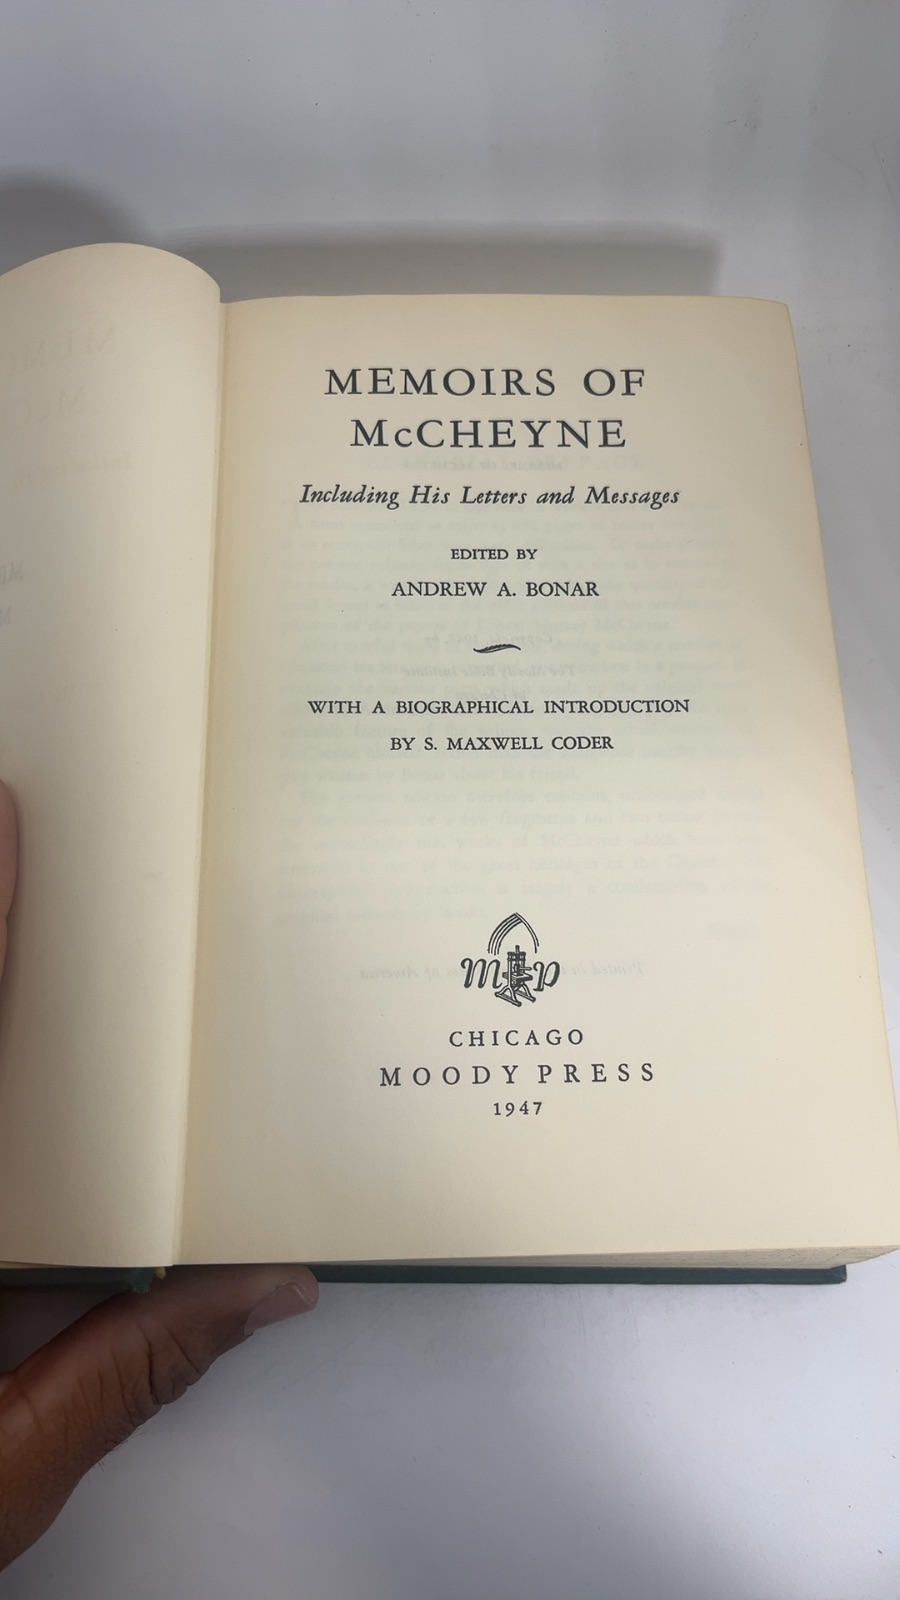 MEMOIRS OF
McCHEYNE
Including His Letters and Messages
EDITED BY
ANDREW A. BONAR
WITH A BIOGRAPHICAL INTRODUCTION
BY S. MAXWELL CODER
mp
CHICAGO
MOODY PRESS
1947